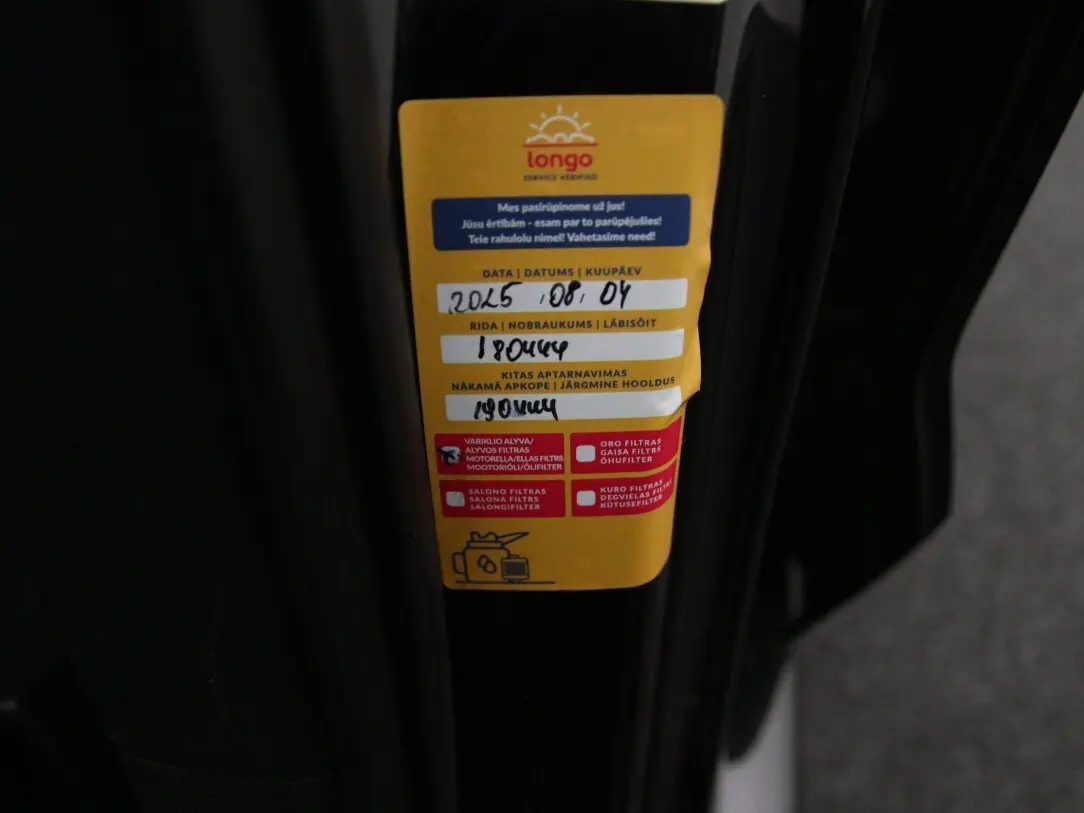 longo
SERVICE VERIFIED
Mes pasirūpinome už jus!
Jūsu ērtībām - esam par to parūpējušies!
Teie rahulolu nimel! Vahetasime need!
DATA | DATUMS | KUUPÄEV
2025.08.04
RIDA | NOBRAUKUMS | LÄBISÕIT
180444
KITAS APTARNAVIMAS
NĀKAMĀ APKOPE | JÄRGMINE HOOLDUS
190444
VARIKLIO ALYVA/
ALYVOS FILTRAS
MOTOREĻĻA/EĻĻAS FILTRS
MOOTORIÕLI/ÕLIFILTER
ORO FILTRAS
GAISA FILTRS
ÕHUFILTER
SALONO FILTRAS
SALONA FILTRS
SALONGIFILTER
KURO FILTRAS
DEGVIELAS FILTRS
KÜTUSEFILTER